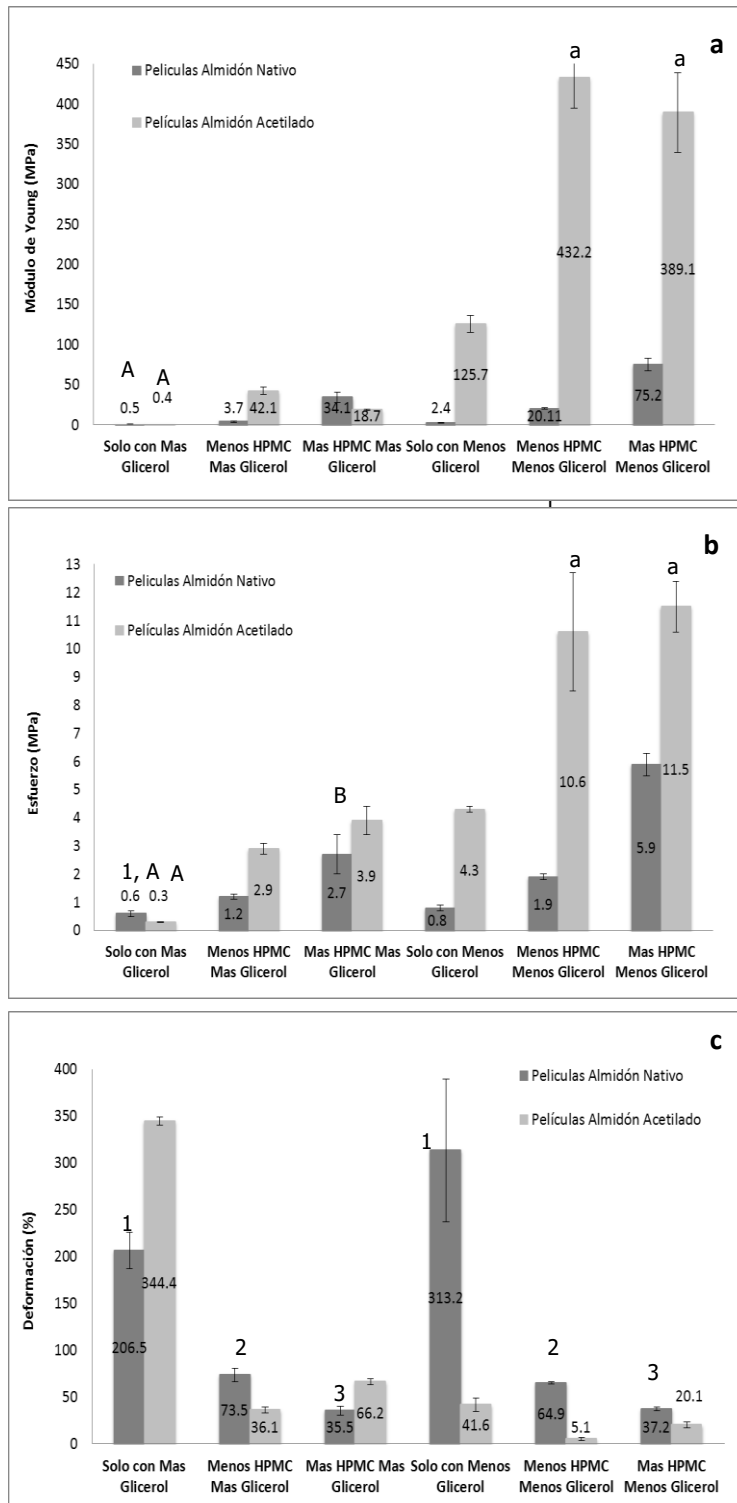 a
450
400
350
300
250
200
150
100
50
0
Módulo de Young (MPa)
Peliculas Almidón Nativo
Películas Almidón Acetilado
A
A
a
a
0.5
0.4
3.7
42.1
34.1
18.7
2.4
125.7
20.11
432.2
75.2
389.1
Solo con Mas Glicerol
Menos HPMC Mas Glicerol
Mas HPMC Mas Glicerol
Solo con Menos Glicerol
Menos HPMC Menos Glicerol
Mas HPMC Menos Glicerol
b
13
12
11
10
9
8
7
6
5
4
3
2
1
0
Esfuerzo (MPa)
Peliculas Almidón Nativo
Películas Almidón Acetilado
1, A
A
B
a
a
0.6
0.3
1.2
2.9
2.7
3.9
0.8
4.3
1.9
10.6
5.9
11.5
Solo con Mas Glicerol
Menos HPMC Mas Glicerol
Mas HPMC Mas Glicerol
Solo con Menos Glicerol
Menos HPMC Menos Glicerol
Mas HPMC Menos Glicerol
c
400
350
300
250
200
150
100
50
0
Deformación (%)
Peliculas Almidón Nativo
Películas Almidón Acetilado
1
2
3
1
2
3
206.5
344.4
73.5
36.1
35.5
66.2
313.2
41.6
64.9
5.1
37.2
20.1
Solo con Mas Glicerol
Menos HPMC Mas Glicerol
Mas HPMC Mas Glicerol
Solo con Menos Glicerol
Menos HPMC Menos Glicerol
Mas HPMC Menos Glicerol